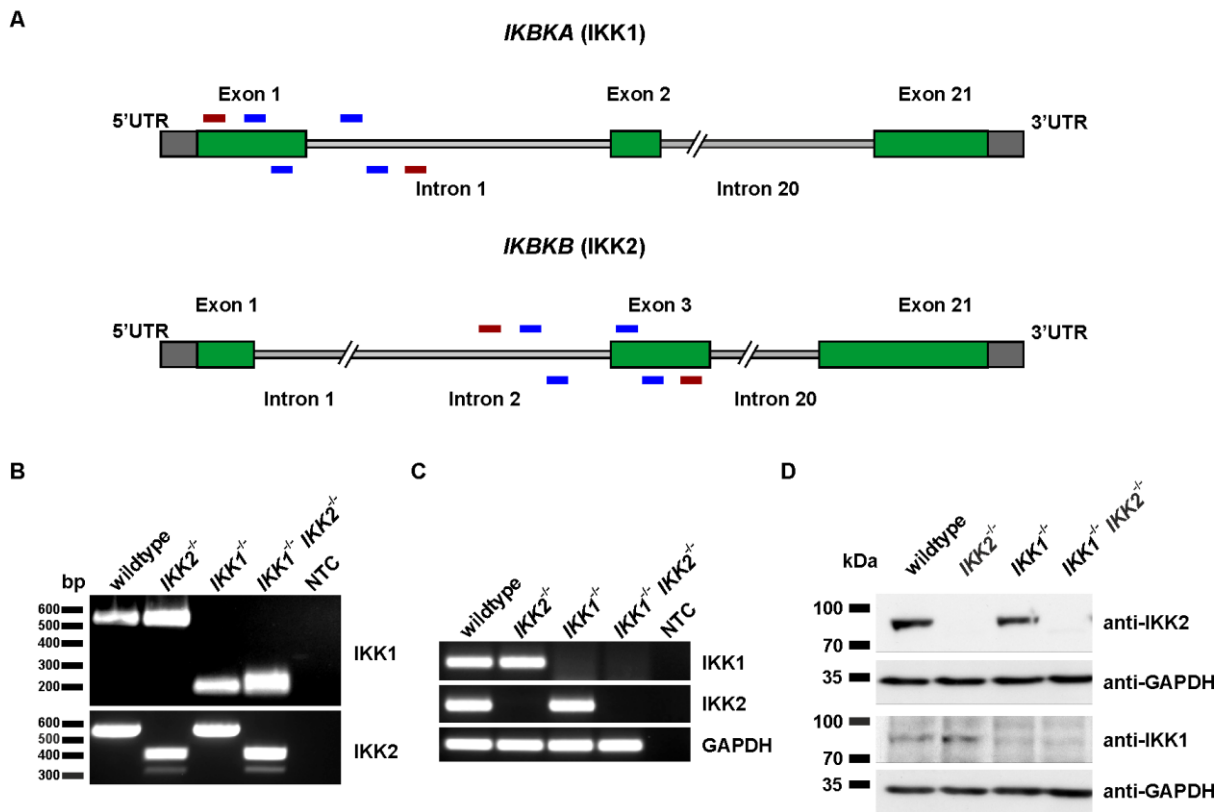 A
IKBKA (IKK1)
Exon 1 Exon 2 Exon 21
5'UTR 3'UTR
Intron 1 Intron 20
IKBKB (IKK2)
Exon 1 Exon 3 Exon 21
5'UTR 3'UTR
Intron 1 Intron 2 Intron 20
B
bp wildtype IKK2-/- IKK1-/- IKK1-/- IKK2-/- NTC
600
500
400
300
200
IKK1
600
500
400
300
IKK2
C
wildtype IKK2-/- IKK1-/- IKK1-/- IKK2-/- NTC
IKK1
IKK2
GAPDH
D
kDa wildtype IKK2-/- IKK1-/- IKK1-/- IKK2-/-
100
70
anti-IKK2
35 anti-GAPDH
100
70
anti-IKK1
35 anti-GAPDH